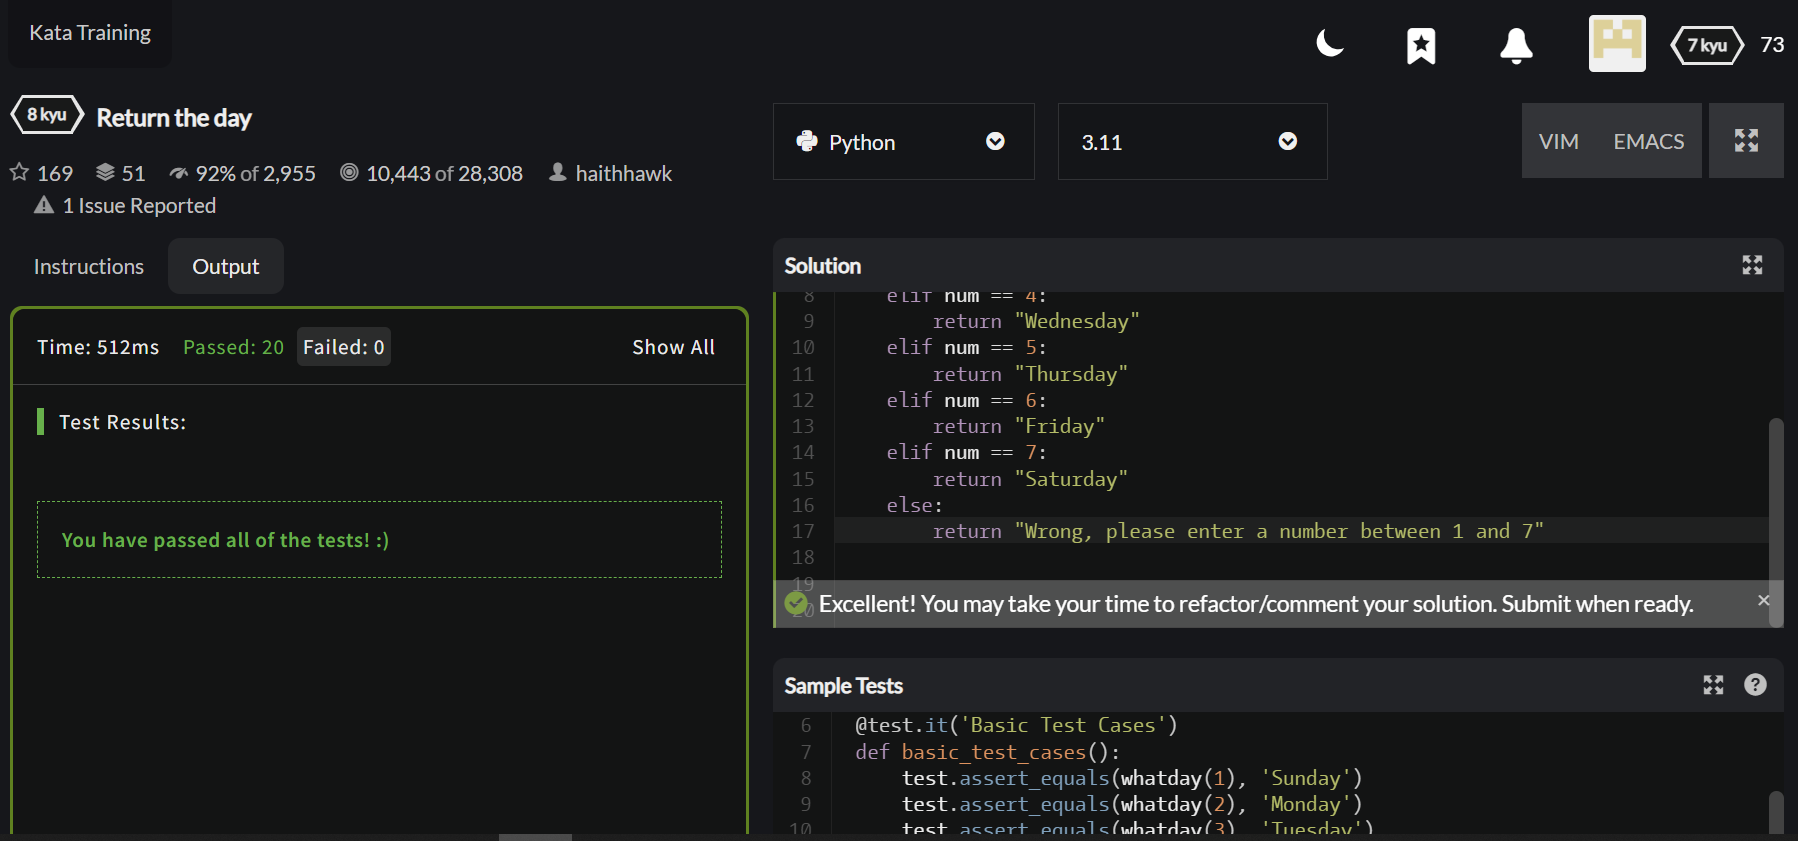 Kata Training
7 kyu 73
8 kyu Return the day
169 51 92% of 2,955 10,443 of 28,308 haithhawk
1 Issue Reported
Python 3.11 VIM EMACS
Instructions Output
Time: 512ms Passed: 20 Failed: 0 Show All
Test Results:
You have passed all of the tests! :)
Solution
8 elif num == 4:
9 return "Wednesday"
10 elif num == 5:
11 return "Thursday"
12 elif num == 6:
13 return "Friday"
14 elif num == 7:
15 return "Saturday"
16 else:
17 return "Wrong, please enter a number between 1 and 7"
18
19
20
Excellent! You may take your time to refactor/comment your solution. Submit when ready.
Sample Tests
6 @test.it('Basic Test Cases')
7 def basic_test_cases():
8 test.assert_equals(whatday(1), 'Sunday')
9 test.assert_equals(whatday(2), 'Monday')
10 test.assert_equals(whatday(3), 'Tuesday')